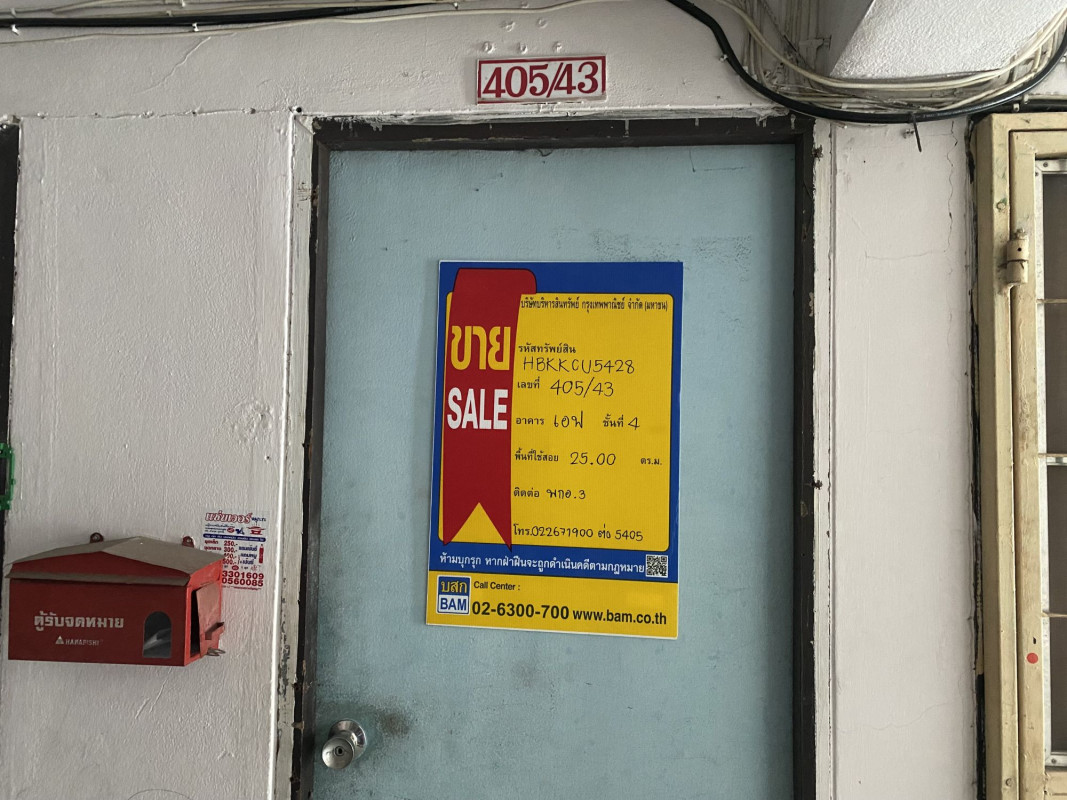 405/43
บริษัทบริหารสินทรัพย์ กรุงเทพพาณิชย์ จำกัด (มหาชน)
ขาย
SALE
รหัสทรัพย์สิน
HBKKCU5428
เลขที่ 405/43
อาคาร เอฟ ชั้นที่ 4
พื้นที่ใช้สอย 25.00 ตร.ม.
ติดต่อ พกอ.3
โทร.022671900 ต่อ 5405
ห้ามบุกรุก หากฝ่าฝืนจะถูกดำเนินคดีตามกฎหมาย
บสก
BAM
Call Center :
02-6300-700 www.bam.co.th
ตู้รับจดหมาย